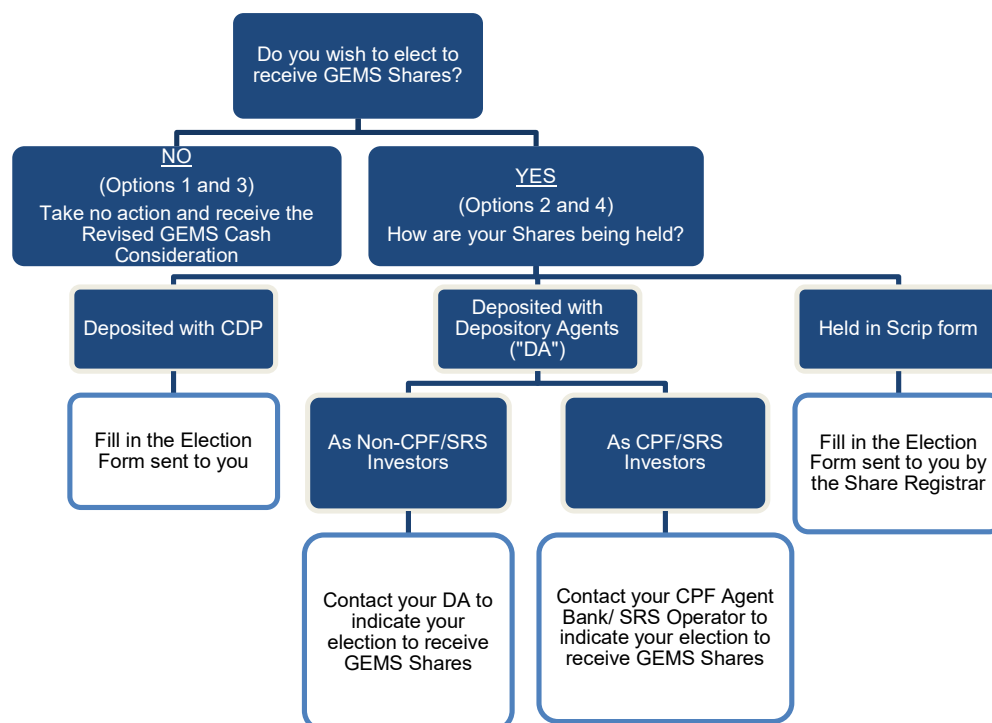 Do you wish to elect to
receive GEMS Shares?
NO
(Options 1 and 3)
Take no action and receive the
Revised GEMS Cash
Consideration
YES
(Options 2 and 4)
How are your Shares being held?
Deposited with CDP
Deposited with
Depository Agents
("DA")
Held in Scrip form
Fill in the Election
Form sent to you
As Non-CPF/SRS
Investors
As CPF/SRS
Investors
Fill in the Election
Form sent to you by
the Share Registrar
Contact your DA to
indicate your
election to receive
GEMS Shares
Contact your CPF Agent
Bank/ SRS Operator to
indicate your election to
receive GEMS Shares